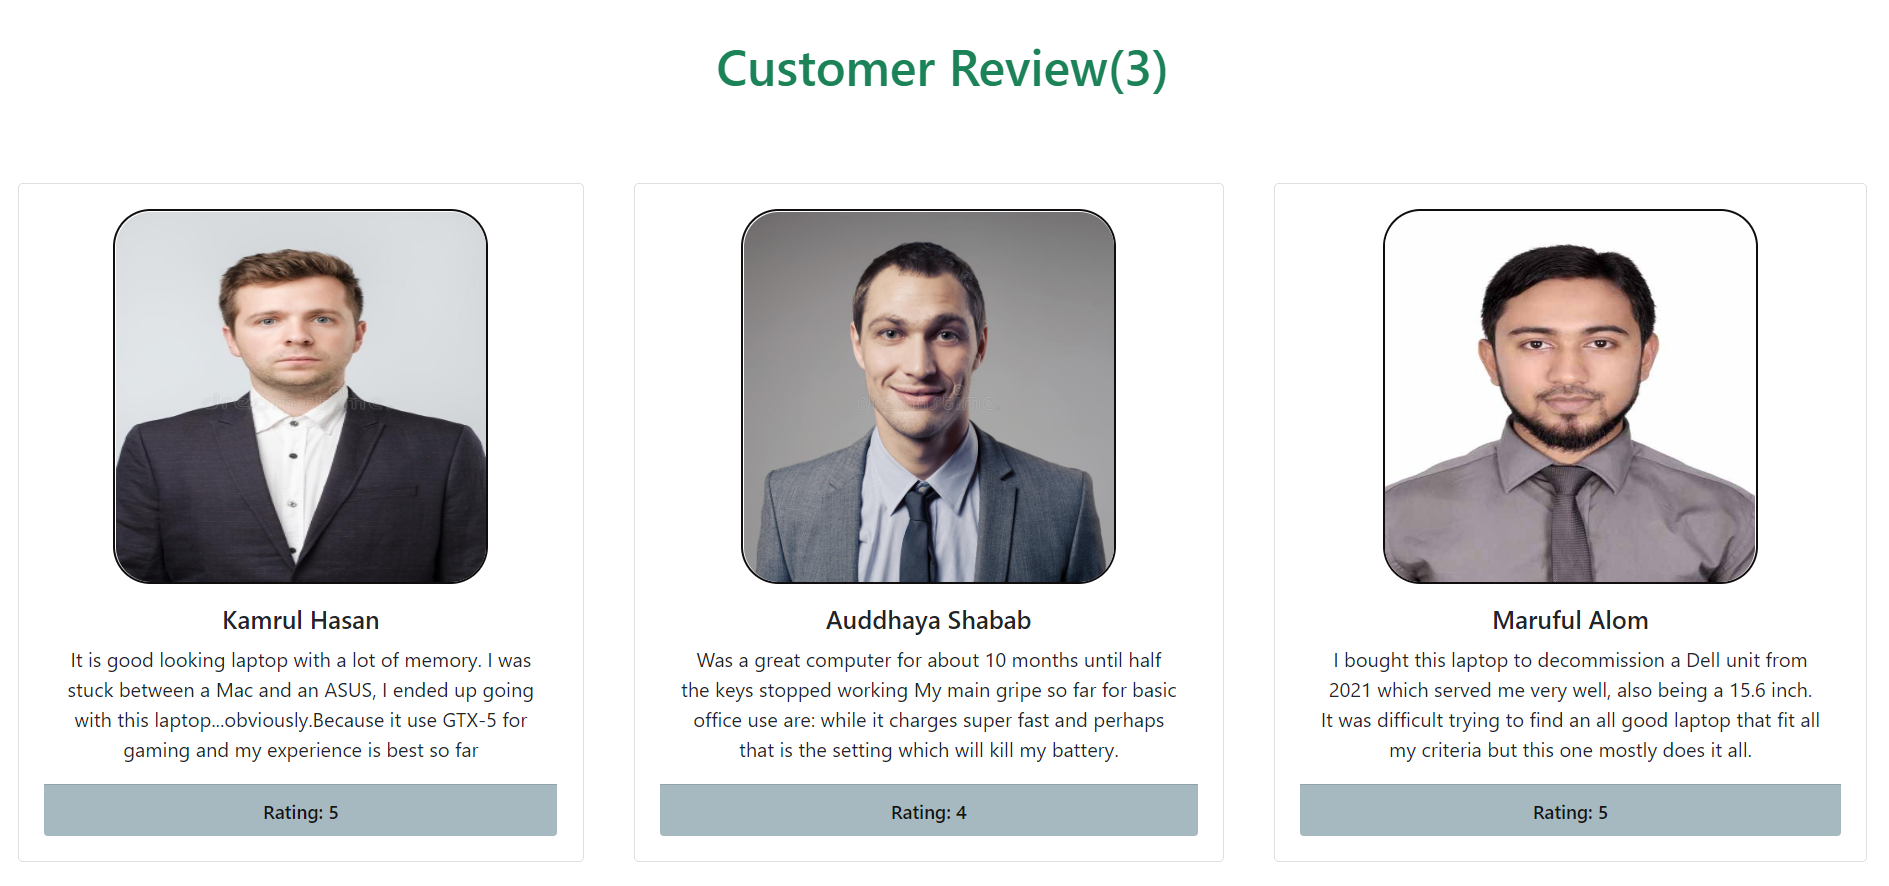 Customer Review(3)
Kamrul Hasan
It is good looking laptop with a lot of memory. I was
stuck between a Mac and an ASUS, I ended up going
with this laptop...obviously.Because it use GTX-5 for
gaming and my experience is best so far
Rating: 5
Auddhaya Shabab
Was a great computer for about 10 months until half
the keys stopped working My main gripe so far for basic
office use are: while it charges super fast and perhaps
that is the setting which will kill my battery.
Rating: 4
Maruful Alom
I bought this laptop to decommission a Dell unit from
2021 which served me very well, also being a 15.6 inch.
It was difficult trying to find an all good laptop that fit all
my criteria but this one mostly does it all.
Rating: 5